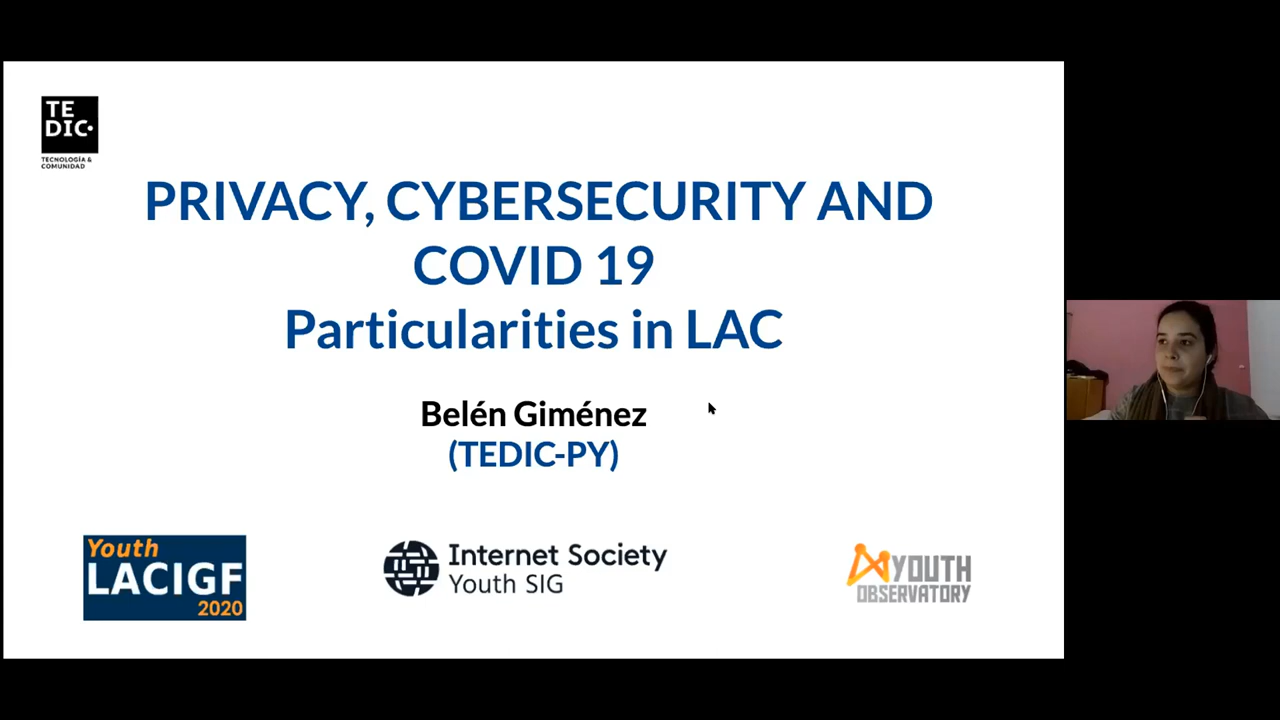 TE
DIC
TECNOLOGÍA &
COMUNIDAD
PRIVACY, CYBERSECURITY AND
COVID 19
Particularities in LAC
Belén Giménez
(TEDIC-PY)
Youth
LACIGF
2020
Internet Society
Youth SIG
YOUTH
OBSERVATORY